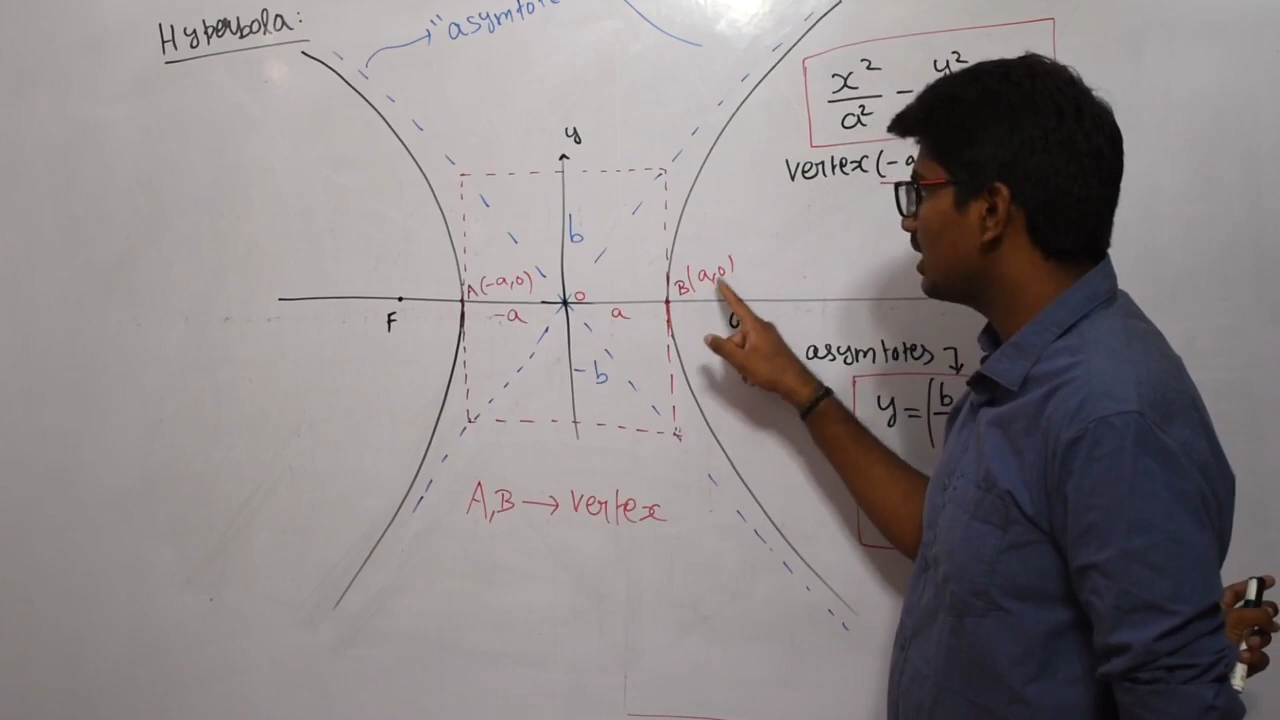 Hyperbola:
"asymtote
x²/a² - y²
vertex (-a
y
b
A(-a,0)
O
B(a,0)
F
-a
a
-b
asymtotes
y = (b
A,B → vertex